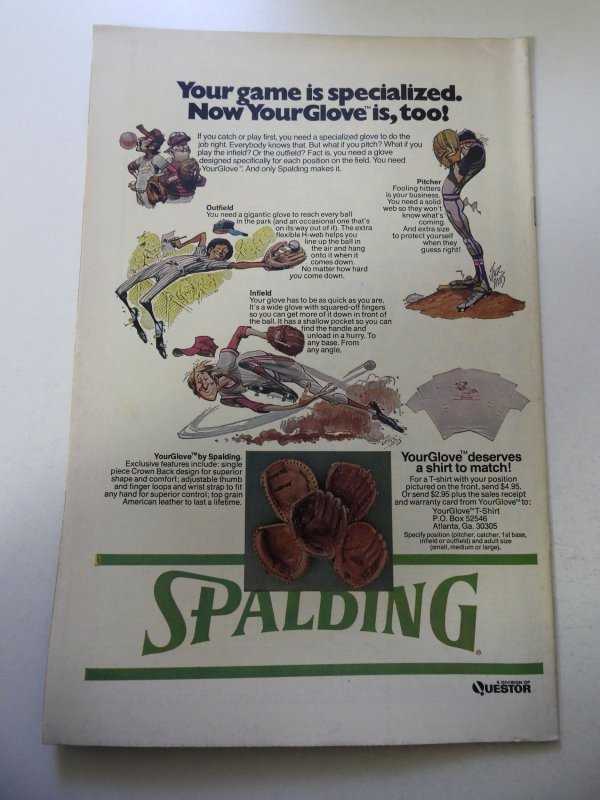 Your game is specialized.
Now YourGlove™ is, too!
If you catch or play first, you need a specialized glove to do the
job right. Everybody knows that. But what if you pitch? What if you
play the infield? Or the outfield? Fact is, you need a glove
designed specifically for each position on the field. You need
YourGlove™. And only Spalding makes it.
Pitcher
Fooling hitters
is your business.
You need a solid
web so they won't
know what's
coming.
And extra size
to protect yourself
when they
guess right!
Outfield
You need a gigantic glove to reach every ball
in the park (and an occasional one that's
on its way out of it). The extra
flexible H-web helps you
line up the ball in
the air and hang
onto it when it
comes down.
No matter how hard
you come down.
Infield
Your glove has to be as quick as you are.
It's a wide glove with squared-off fingers
so you can get more of it down in front of
the ball. It has a shallow pocket so you can
find the handle and
unload in a hurry. To
any base. From
any angle.
YourGlove™ by Spalding.
Exclusive features include: single
piece Crown Back design for superior
shape and comfort; adjustable thumb
and finger loops and wrist strap to fit
any hand for superior control; top grain
American leather to last a lifetime.
YourGlove™ deserves
a shirt to match!
For a T-shirt with your position
pictured on the front, send $4.95.
Or send $2.95 plus the sales receipt
and warranty card from YourGlove™ to:
YourGlove™ T-Shirt
P.O. Box 52546
Atlanta, Ga. 30305
Specify position (pitcher, catcher, 1st base,
infield or outfield) and adult size
(small, medium or large).
SPALDING®
A DIVISION OF
QUESTOR